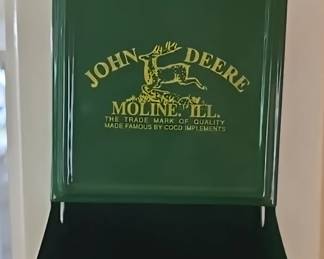 JOHN DEERE
MOLINE, ILL.
THE TRADE MARK OF QUALITY
MADE FAMOUS BY GOOD IMPLEMENTS